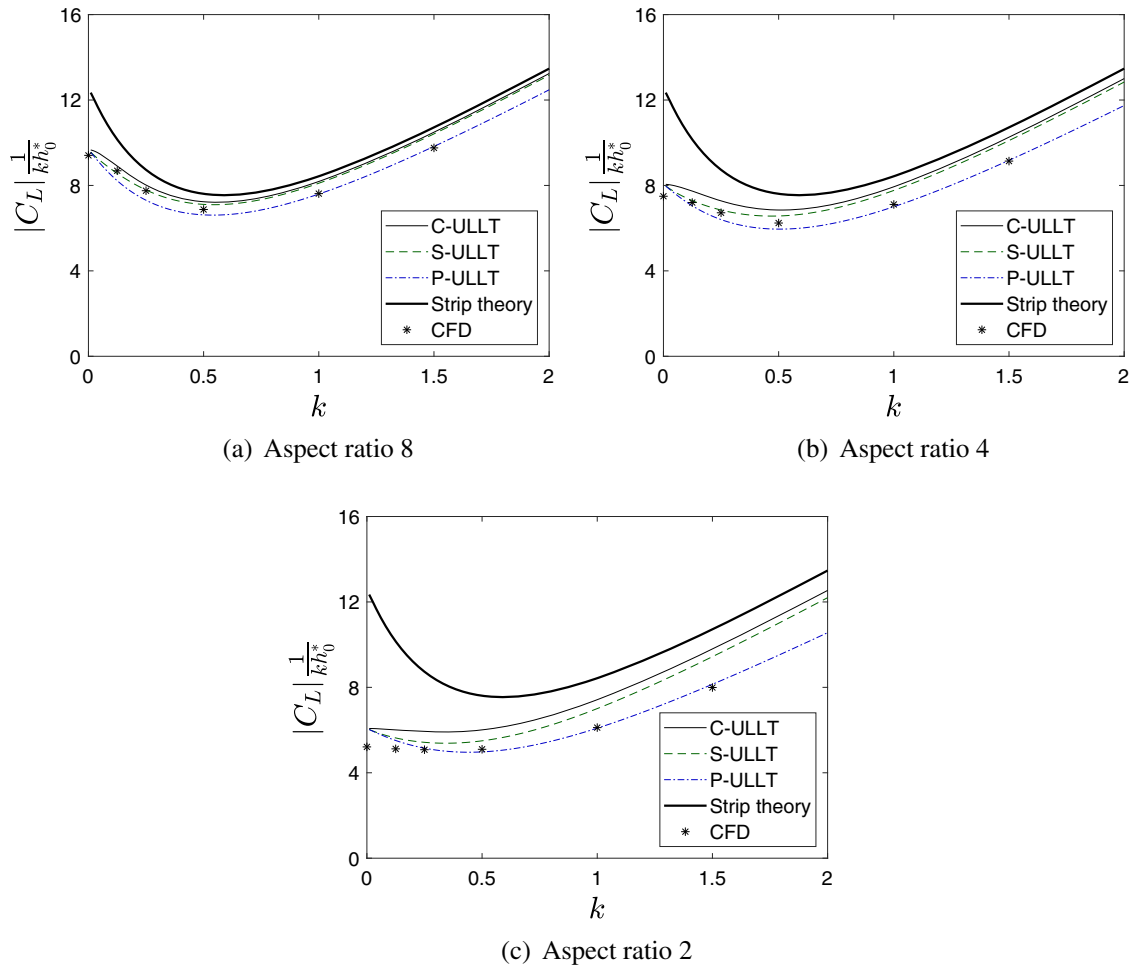 16
12
8
4
0
0
0.5
1
1.5
2
|C_L| \frac{1}{kh_0^*}
k
C-ULLT
S-ULLT
P-ULLT
Strip theory
CFD
(a) Aspect ratio 8
16
12
8
4
0
0
0.5
1
1.5
2
|C_L| \frac{1}{kh_0^*}
k
C-ULLT
S-ULLT
P-ULLT
Strip theory
CFD
(b) Aspect ratio 4
16
12
8
4
0
0
0.5
1
1.5
2
|C_L| \frac{1}{kh_0^*}
k
C-ULLT
S-ULLT
P-ULLT
Strip theory
CFD
(c) Aspect ratio 2